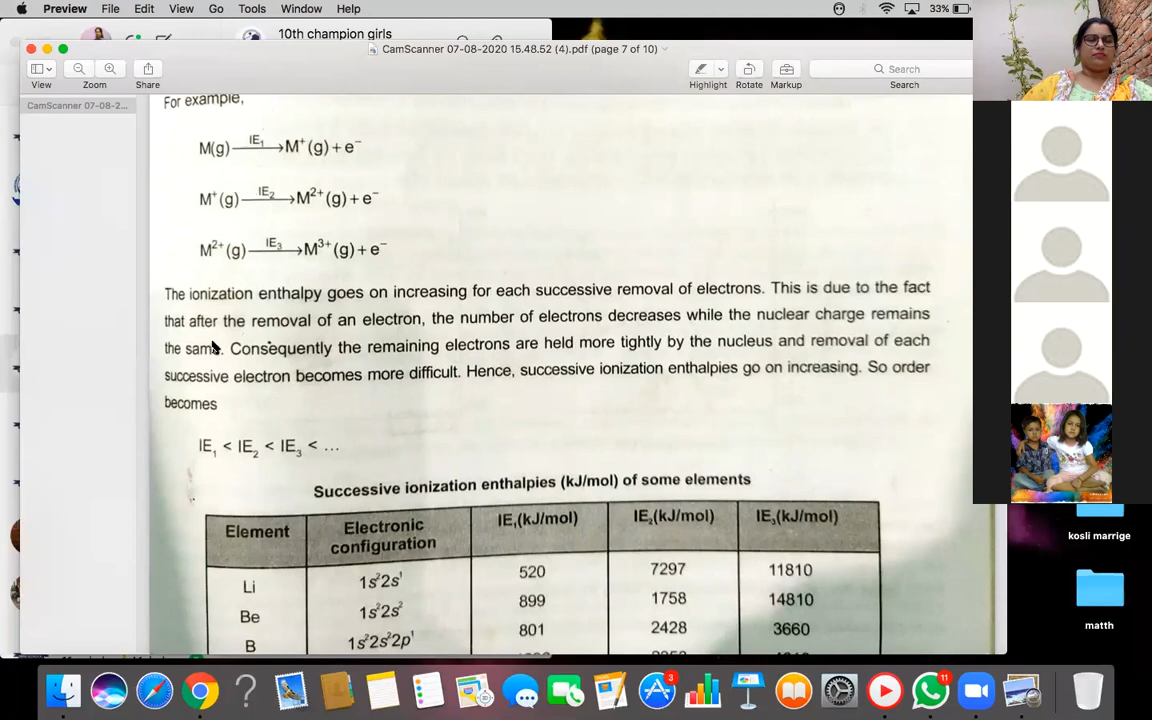 Preview File Edit View Go Tools Window Help 33%
10th champion girls
CamScanner 07-08-2020 15.48.52 (4).pdf (page 7 of 10)
View Zoom Share Highlight Rotate Markup Search
Search
CamScanner 07-08-2...
For example,
M(g) —IE₁→ M⁺(g) + e⁻
M⁺(g) —IE₂→ M²⁺(g) + e⁻
M²⁺(g) —IE₃→ M³⁺(g) + e⁻
The ionization enthalpy goes on increasing for each successive removal of electrons. This is due to the fact
that after the removal of an electron, the number of electrons decreases while the nuclear charge remains
the same. Consequently the remaining electrons are held more tightly by the nucleus and removal of each
successive electron becomes more difficult. Hence, successive ionization enthalpies go on increasing. So order
becomes
IE₁ < IE₂ < IE₃ < ...
Successive ionization enthalpies (kJ/mol) of some elements
Element Electronic configuration IE₁(kJ/mol) IE₂(kJ/mol) IE₃(kJ/mol)
Li 1s²2s¹ 520 7297 11810
Be 1s²2s² 899 1758 14810
B 1s²2s²2p¹ 801 2428 3660
kosli marrige
matth
3
11